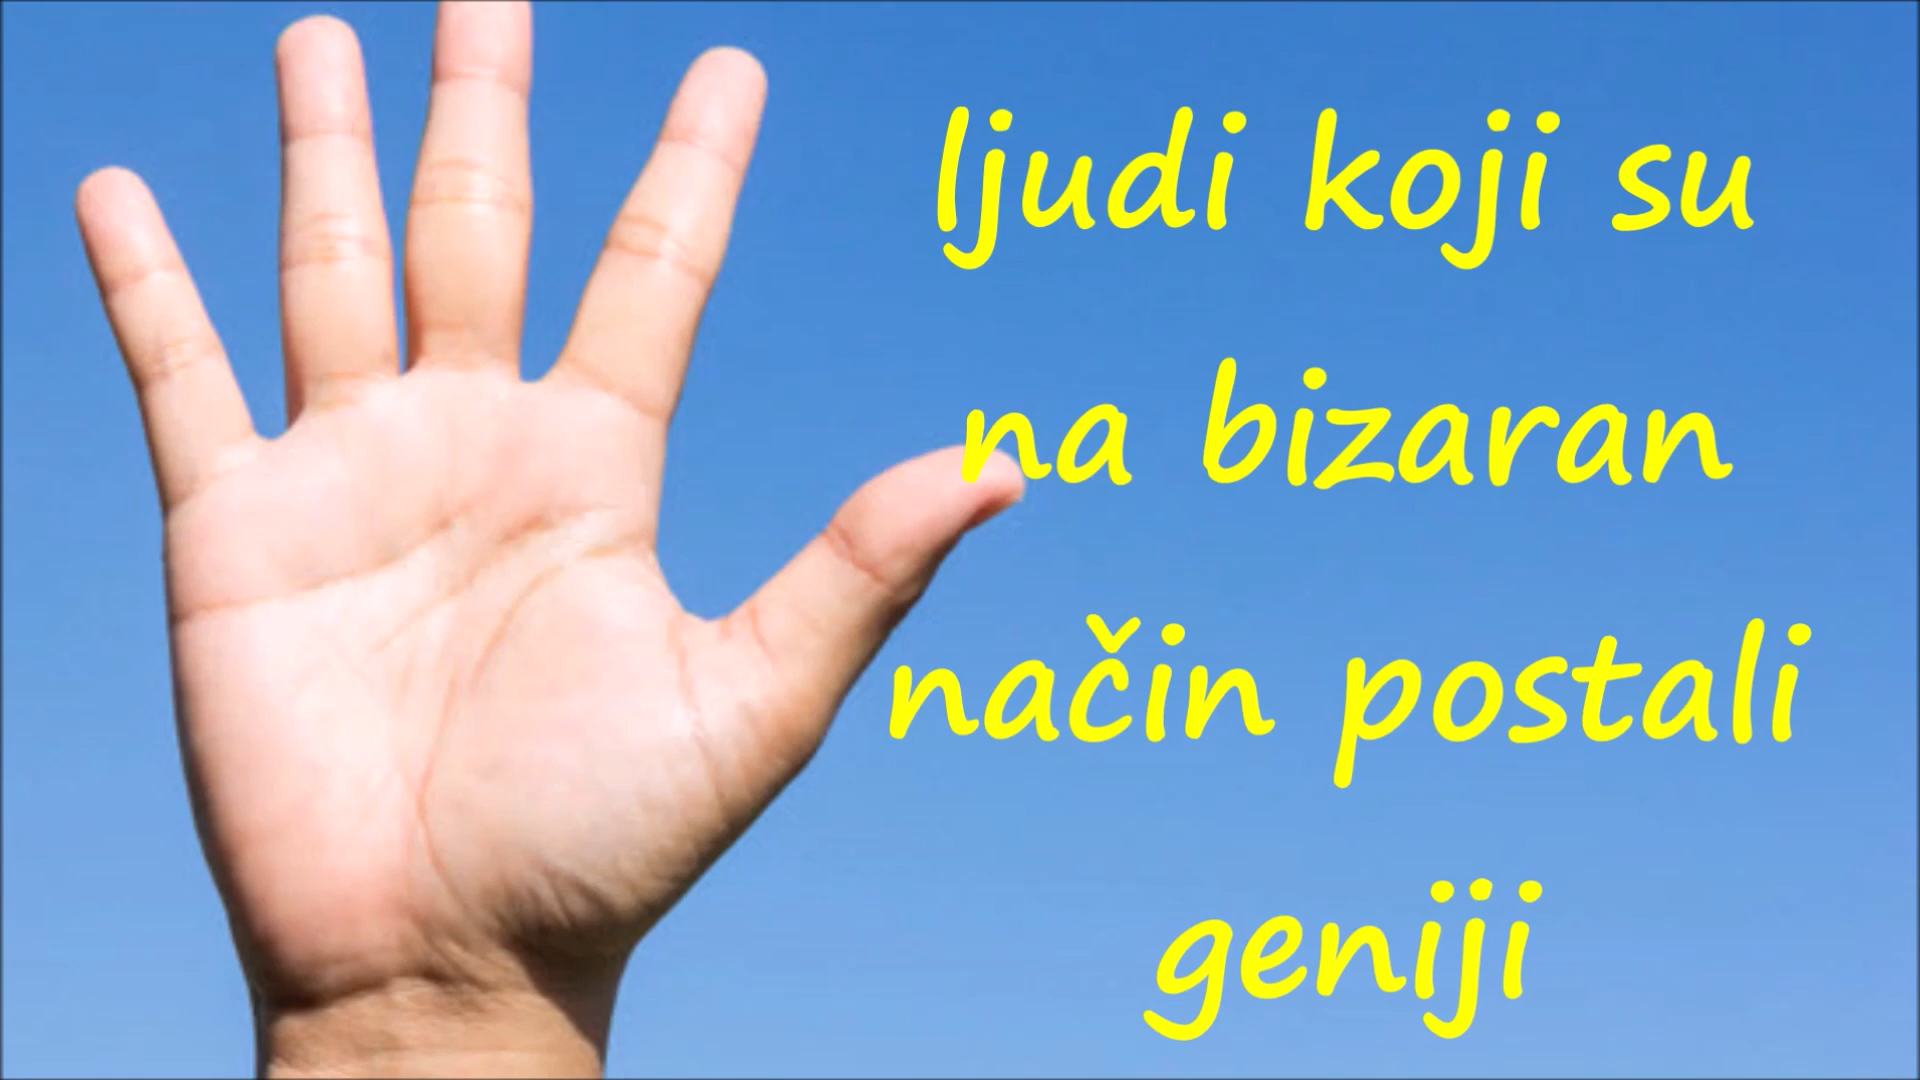 ljudi koji su
na bizaran
način postali
geniji